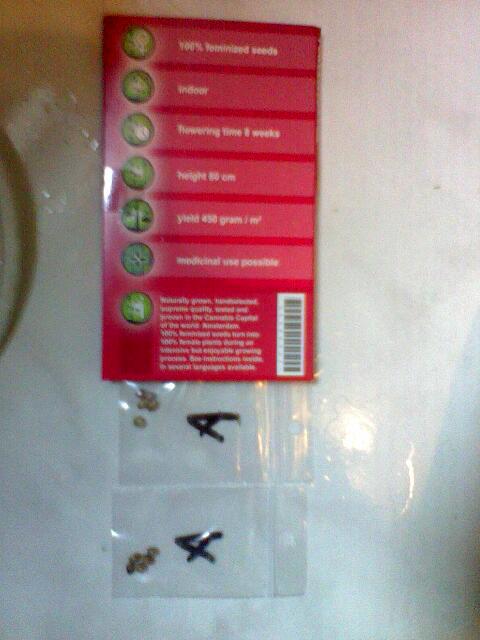 100% feminized seeds
indoor
flowering time 8 weeks
height 80 cm
yield 450 gram / m²
medicinal use possible
Naturally grown, handselected,
supreme quality, tested and
proven in the Cannabis Capital
of the world: Amsterdam.
100% feminized seeds turn into
100% female plants during an
intensive but enjoyable growing
process. See instructions inside,
in several languages available.
A
A